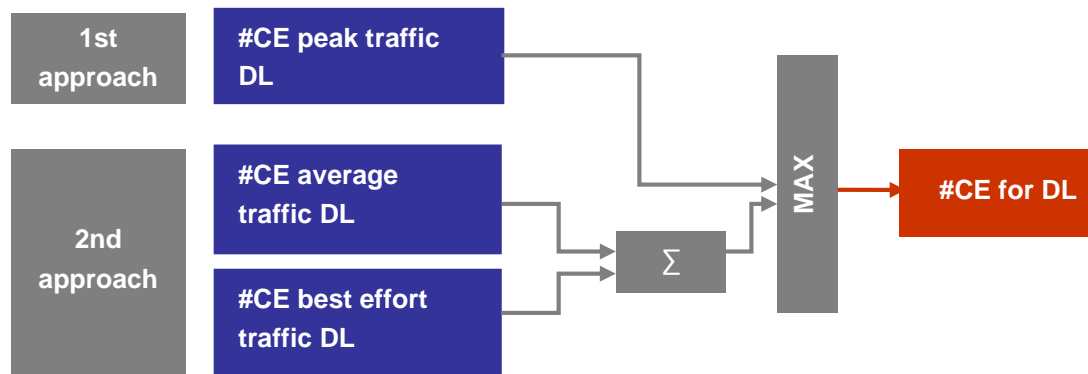 1st
approach
#CE peak traffic
DL
2nd
approach
#CE average
traffic DL
#CE best effort
traffic DL
∑
MAX
#CE for DL